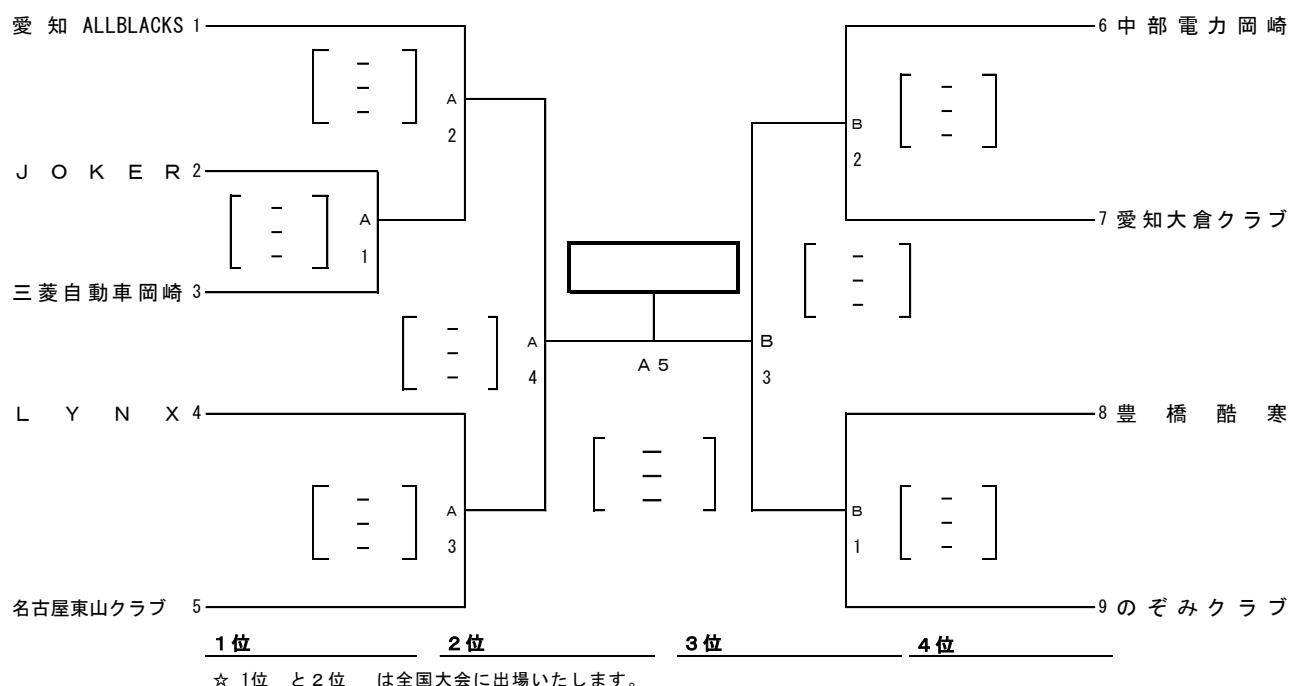 愛知 ALLBLACKS 1
6 中部電力岡崎
[ - - - ] A 2
[ - - - ] B 2
JOKER 2
[ - - - ] A 1
7 愛知大倉クラブ
三菱自動車岡崎 3
[ - - - ] A 4
A5
[ - - - ] B 3
LYNX 4
8 豊橋酷寒
[ - - - ]
[ - - - ] A 3
[ - - - ] B 1
名古屋東山クラブ 5
9 のぞみクラブ
1位 2位 3位 4位
☆ 1位 と2位 は全国大会に出場いたします。